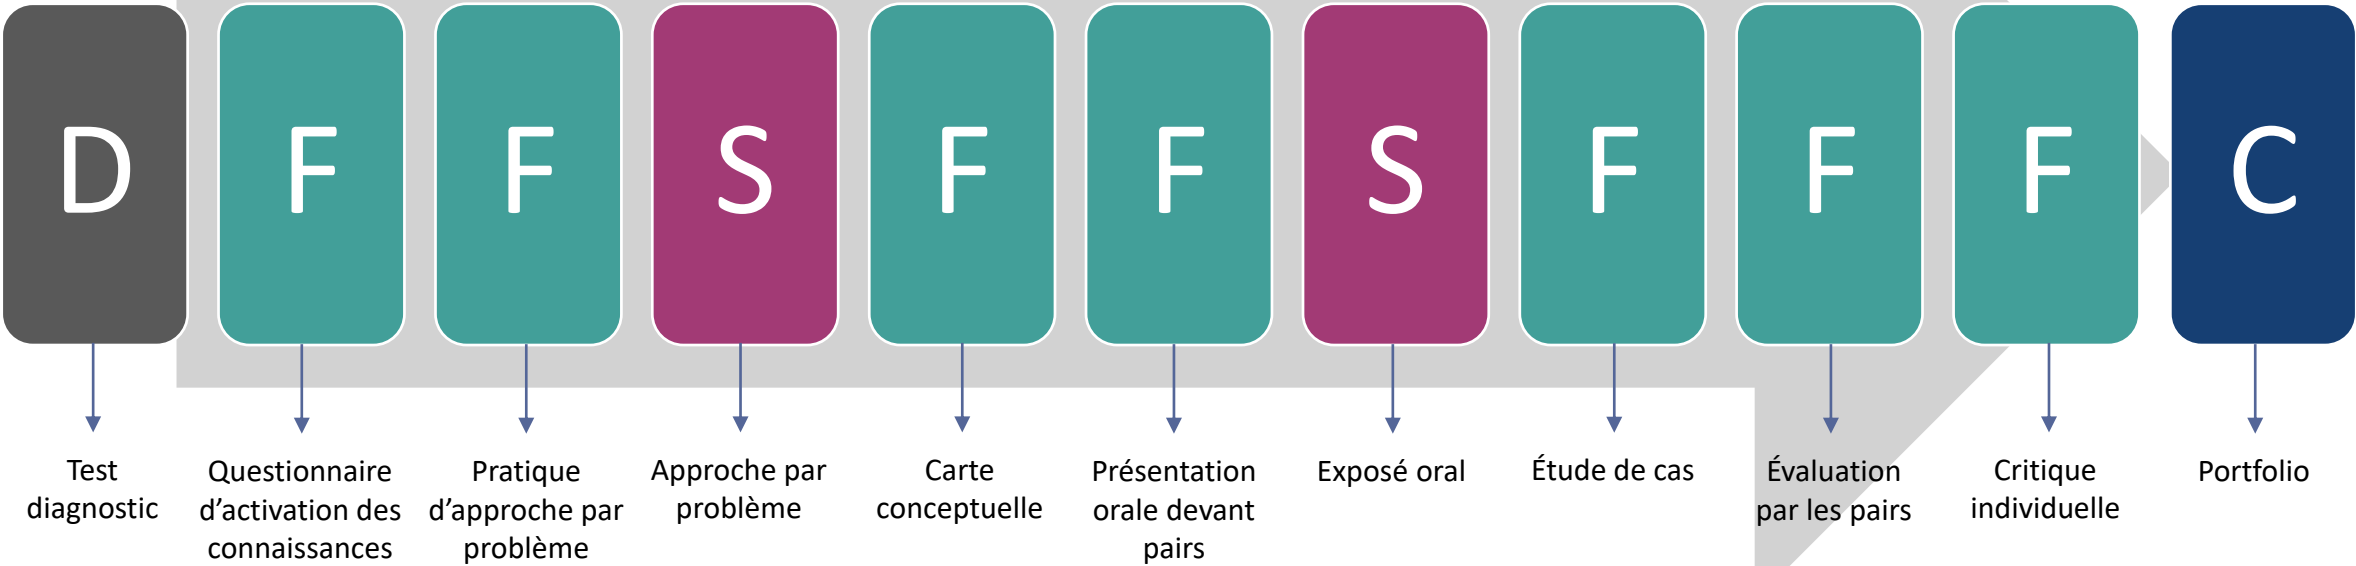 D
F
F
S
F
F
S
F
F
F
C
Test
diagnostic
Questionnaire
d’activation des
connaissances
Pratique
d’approche par
problème
Approche par
problème
Carte
conceptuelle
Présentation
orale devant
pairs
Exposé oral
Étude de cas
Évaluation
par les pairs
Critique
individuelle
Portfolio